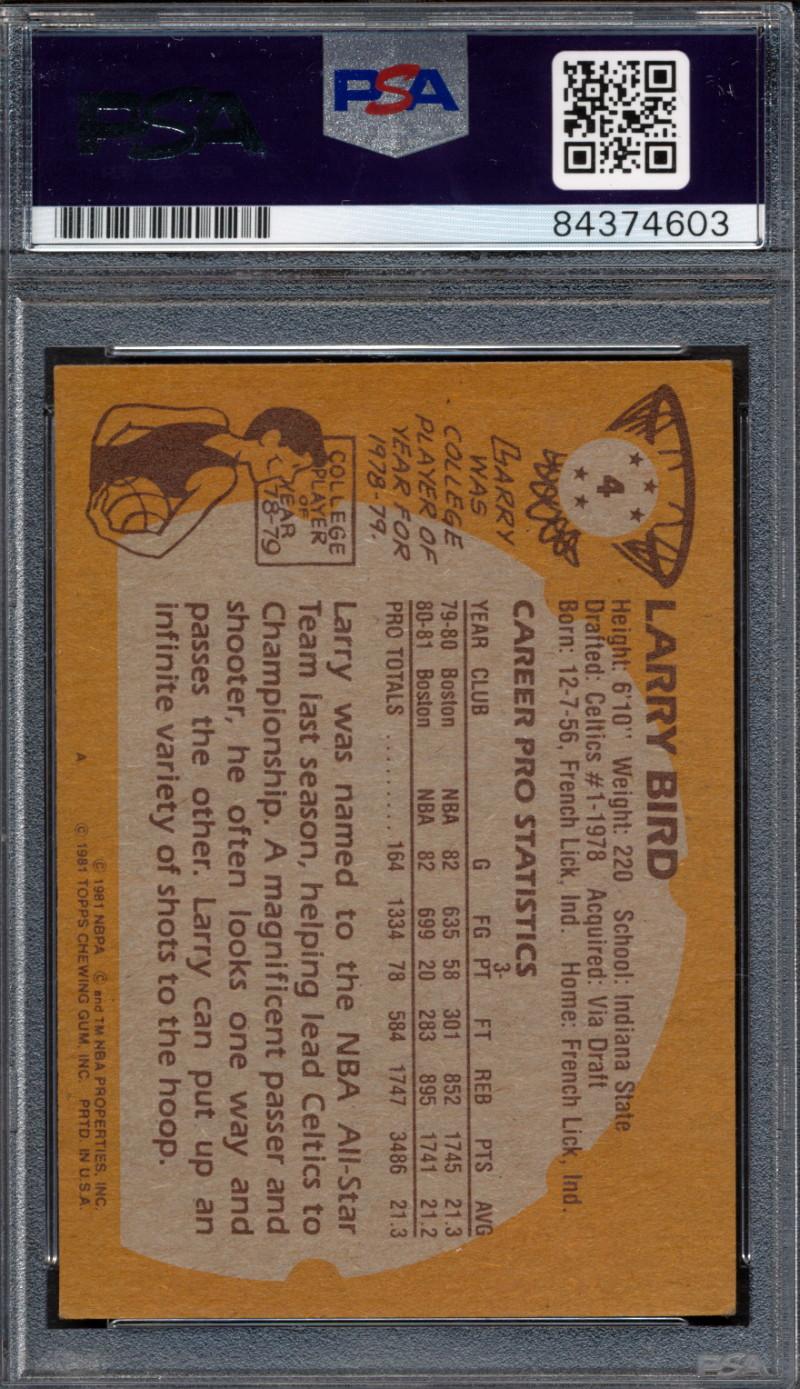 PSA
PSA
84374603
4
LARRY BIRD
Height: 6'10" Weight: 220 School: Indiana State
Drafted: Celtics #1-1978 Acquired: Via Draft
Born: 12-7-56, French Lick, Ind. Home: French Lick, Ind.
CAREER PRO STATISTICS
YEAR CLUB G FG 3-PT FT REB PTS AVG
79-80 Boston NBA 82 635 58 301 852 1745 21.3
80-81 Boston NBA 82 699 20 283 895 1741 21.2
PRO TOTALS ......... 164 1334 78 584 1747 3486 21.3
LARRY
WAS
COLLEGE
PLAYER OF
YEAR FOR
1978-79.
COLLEGE
PLAYER
OF
YEAR
78-79
Larry was named to the NBA All-Star
Team last season, helping lead Celtics to
Championship. A magnificent passer and
shooter, he often looks one way and
passes the other. Larry can put up an
infinite variety of shots to the hoop.
© 1981 NBPA © and TM NBA PROPERTIES, INC.
A © 1981 TOPPS CHEWING GUM, INC. PRTD. IN U.S.A.
PSA